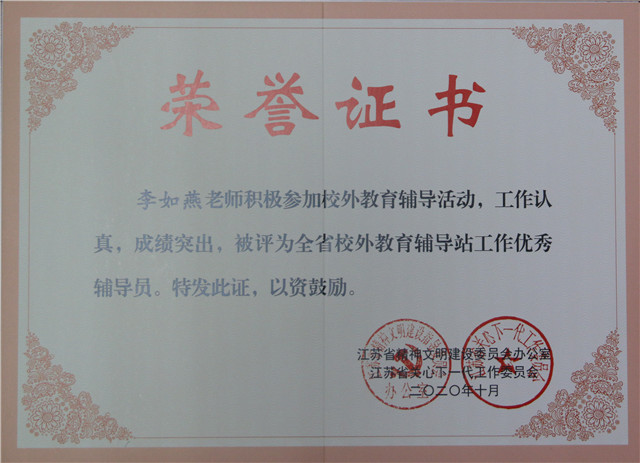 荣誉证书
李如燕老师积极参加校外教育辅导活动，工作认
真，成绩突出，被评为全省校外教育辅导站工作优秀
辅导员。特发此证，以资鼓励。
江苏省精神文明建设委员会办公室
江苏省关心下一代工作委员会
二〇二〇年十月
办公室